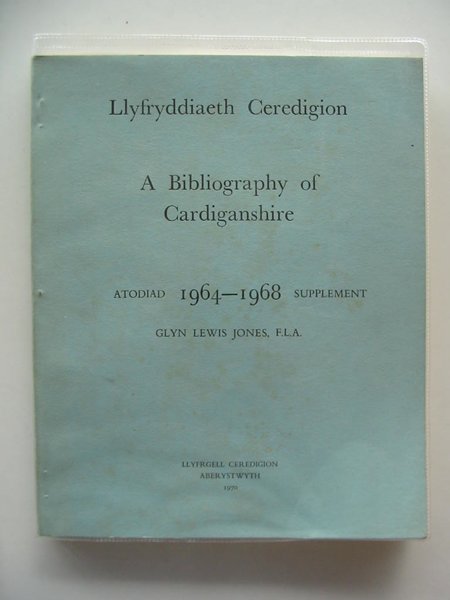 Llyfryddiaeth Ceredigion
A Bibliography of
Cardiganshire
ATODIAD 1964—1968 SUPPLEMENT
GLYN LEWIS JONES, F.L.A.
LLYFRGELL CEREDIGION
ABERYSTWYTH
1970